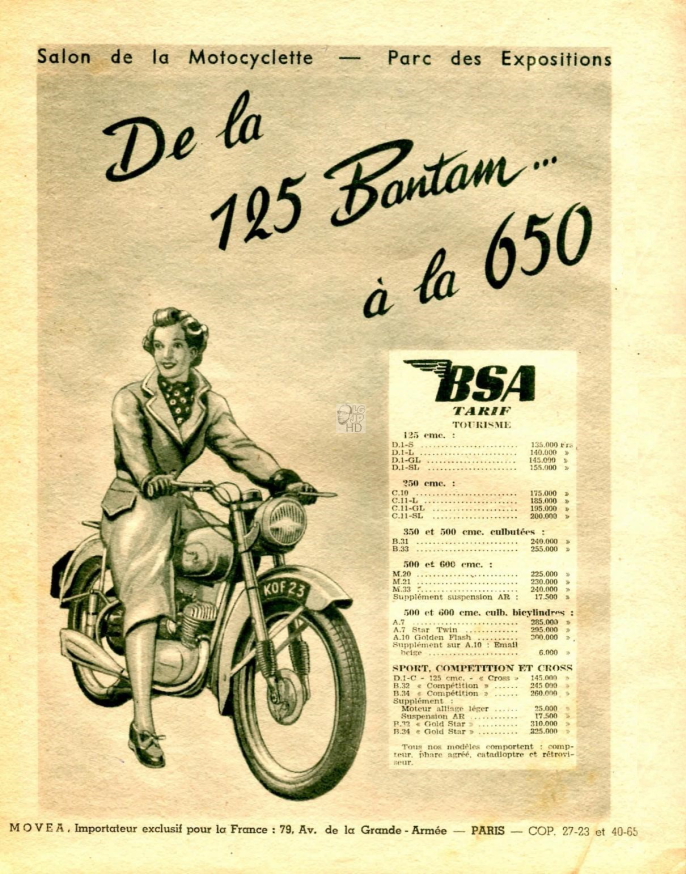 Salon de la Motocyclette — Parc des Expositions
De la
125 Bantam...
à la 650
BSA
TARIF
TOURISME
125 cmc. :
D.1-S ........................ 135.000 Frs
D.1-L ........................ 140.000 »
D.1-GL ...................... 145.000 »
D.1-SL ...................... 155.000 »
250 cmc. :
C.10 .......................... 175.000 »
C.11-L ........................ 185.000 »
C.11-GL ...................... 195.000 »
C.11-SL ...................... 200.000 »
350 et 500 cmc. culbutées :
B.31 .......................... 240.000 »
B.33 .......................... 255.000 »
500 et 600 cmc. :
M.20 .......................... 225.000 »
M.21 .......................... 230.000 »
M.33 .......................... 240.000 »
Supplément suspension AR : 17.500 »
500 et 600 cmc. culb. bicylindres :
A.7 ............................ 285.000 »
A.7 Star Twin .............. 295.000 »
A.10 Golden Flash ........ 300.000 »
Supplément sur A.10 : Email
beige ........................ 6.000 »
SPORT, COMPETITION ET CROSS
D.1-C - 125 cmc. - « Cross » 145.000 »
B.32 « Compétition » ...... 245.000 »
B.34 « Compétition » ...... 260.000 »
Supplément :
Moteur alliage léger ...... 25.000 »
Suspension AR .......... 17.500 »
« Gold Star » .......... 310.000 »
« Gold Star » .......... 325.000 »
Tous nos modèles comportent : comp-
teur, phare agréé, catadioptre et rétrovi-
seur.
KOF 23
MOVEA, Importateur exclusif pour la France : 79, Av. de la Grande-Armée — PARIS — COP. 27-23 et 40-65